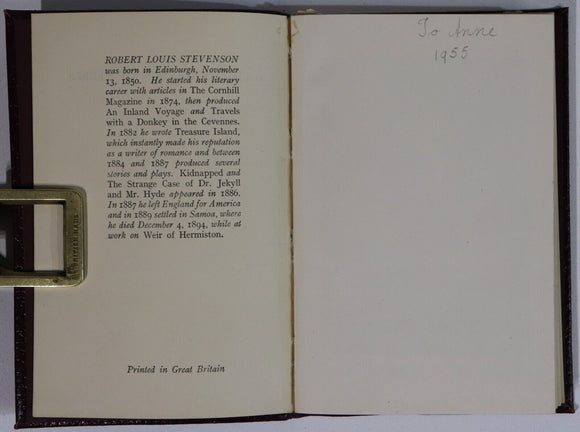 ROBERT LOUIS STEVENSON
was born in Edinburgh, November
13, 1850. He started his literary
career with articles in The Cornhill
Magazine in 1874, then produced
An Inland Voyage and Travels
with a Donkey in the Cevennes.
In 1882 he wrote Treasure Island,
which instantly made his reputation
as a writer of romance and between
1884 and 1887 produced several
stories and plays. Kidnapped and
The Strange Case of Dr. Jekyll
and Mr. Hyde appeared in 1886.
In 1887 he left England for America
and in 1889 settled in Samoa, where
he died December 4, 1894, while at
work on Weir of Hermiston.
Printed in Great Britain
To Anne
1955
BRITISH MADE